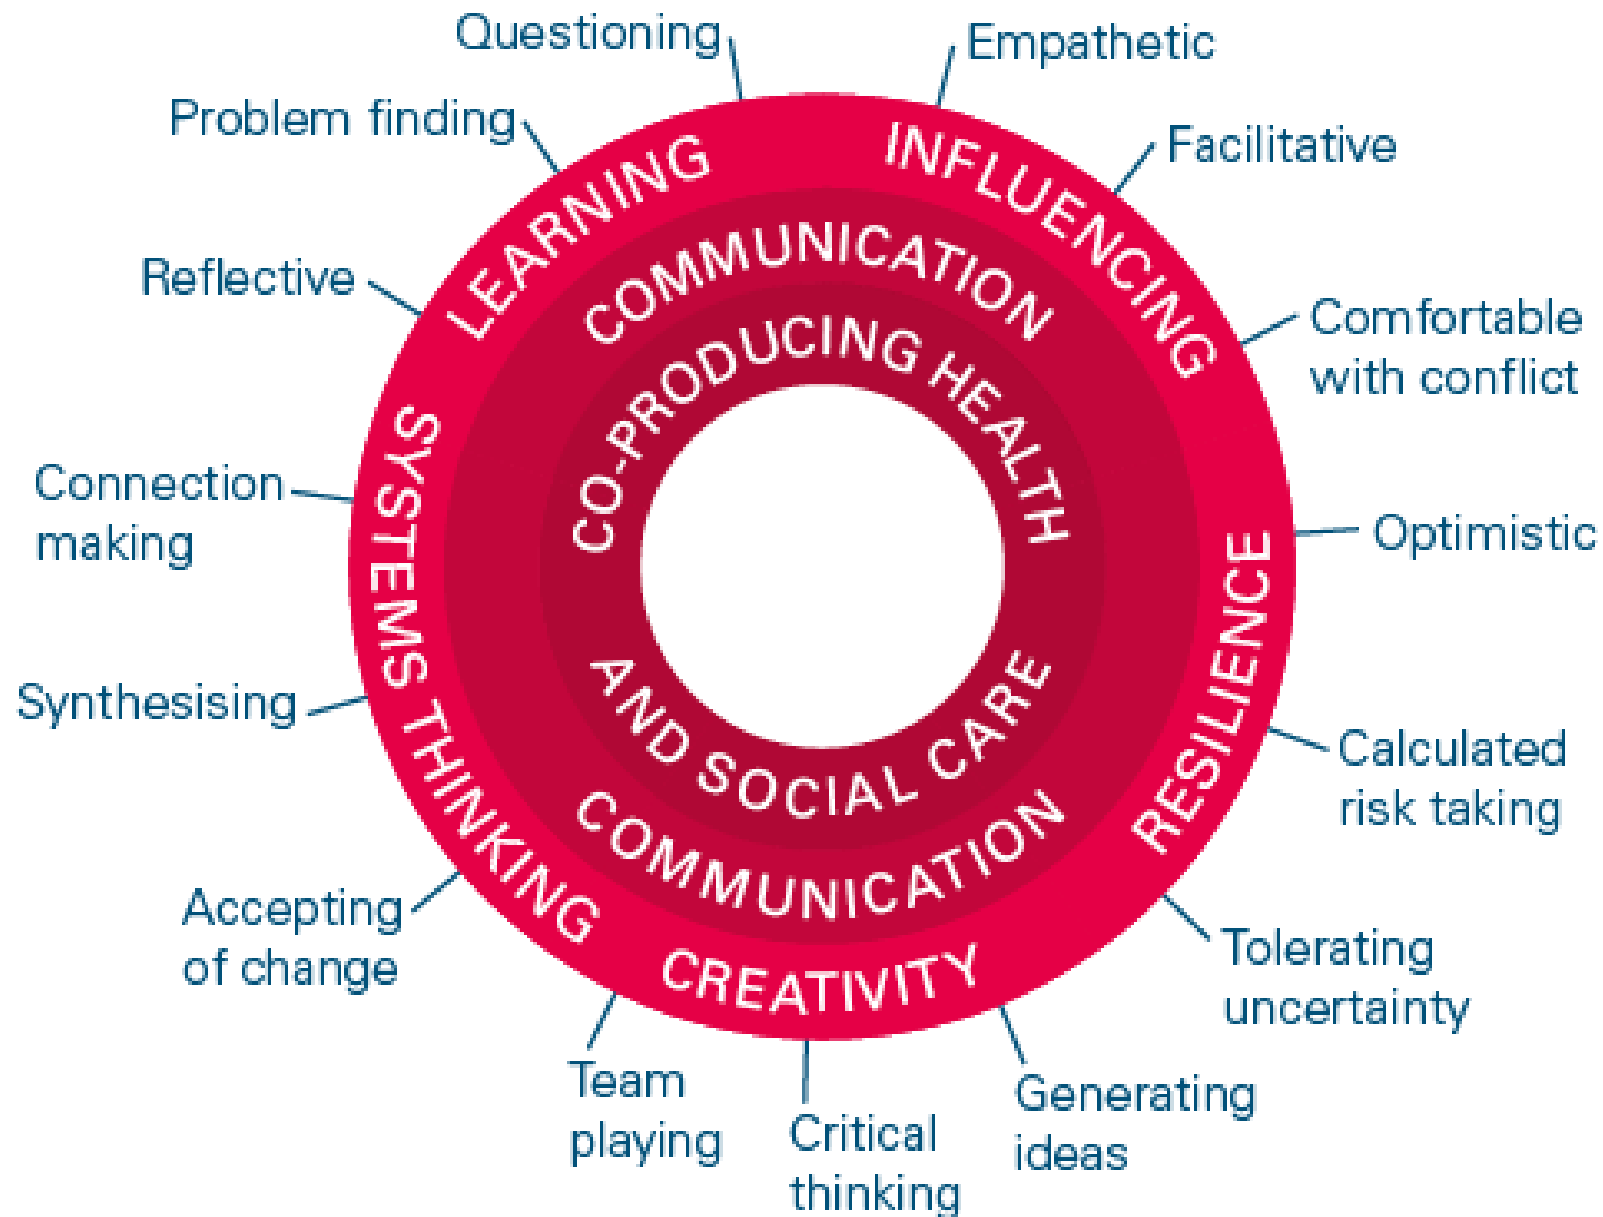 Questioning
Empathetic
Problem finding
Facilitative
Reflective
Comfortable
with conflict
Connection
making
Optimistic
Synthesising
Calculated
risk taking
Accepting
of change
Tolerating
uncertainty
Team
playing
Critical
thinking
Generating
ideas
LEARNING
INFLUENCING
RESILIENCE
CREATIVITY
SYSTEMS THINKING
COMMUNICATION
COMMUNICATION
CO-PRODUCING HEALTH
AND SOCIAL CARE